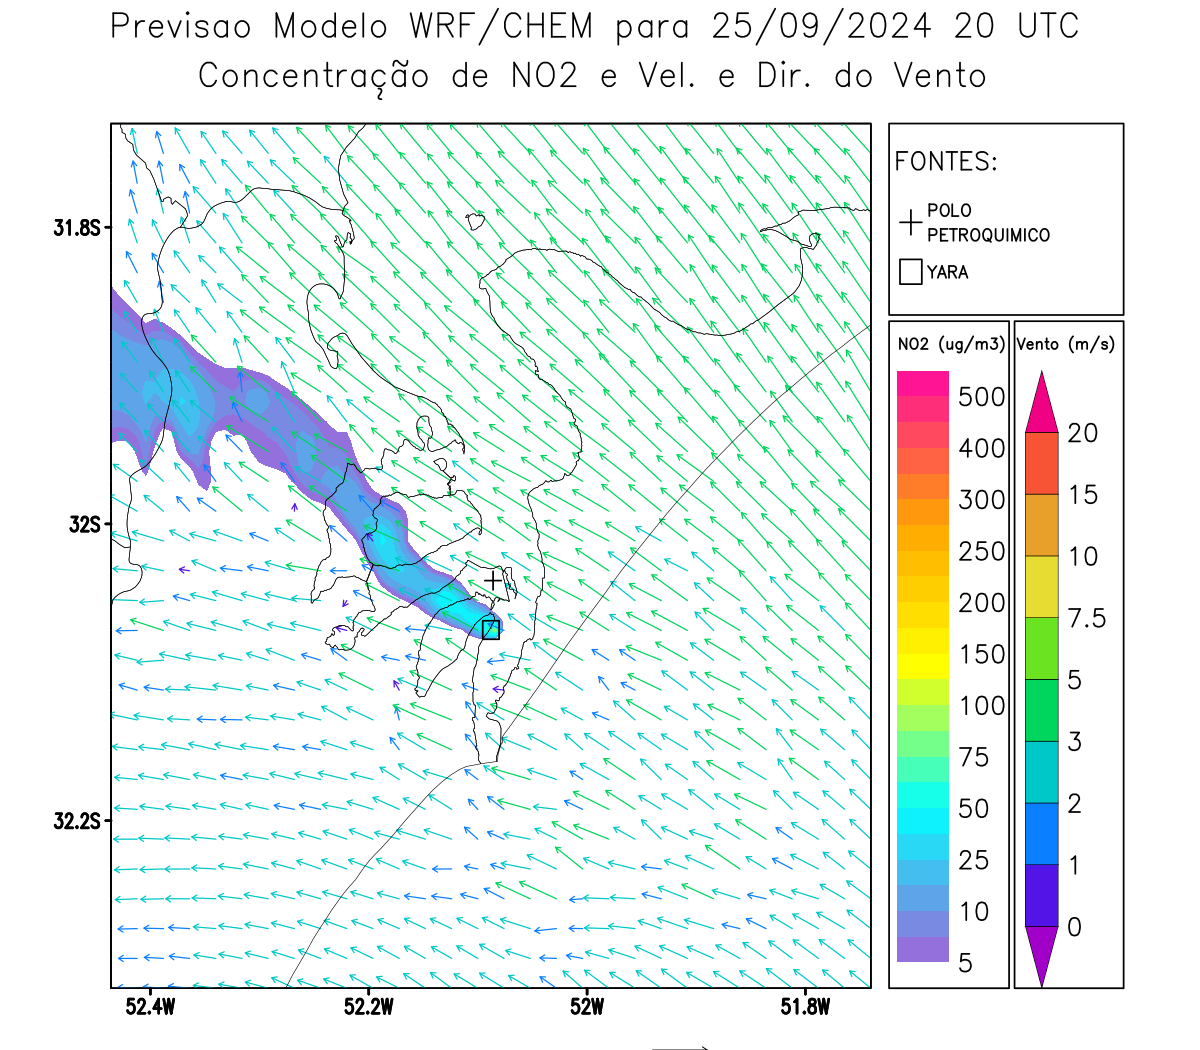 Previsao Modelo WRF/CHEM para 25/09/2024 20 UTC
Concentração de NO2 e Vel. e Dir. do Vento
FONTES:
POLO
PETROQUIMICO
YARA
31.8S
32S
32.2S
52.4W
52.2W
52W
51.8W
NO2 (ug/m3)
500
400
300
250
200
150
100
75
50
25
10
5
Vento (m/s)
20
15
10
7.5
5
3
2
1
0